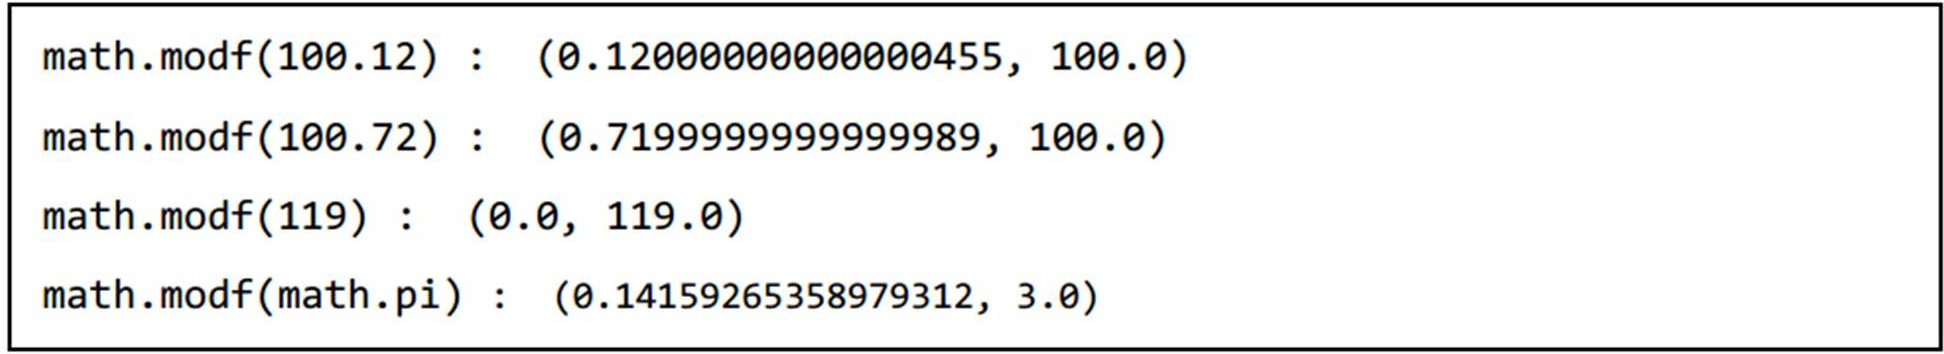 math.modf(100.12) :  (0.12000000000000455, 100.0)
math.modf(100.72) :  (0.7199999999999989, 100.0)
math.modf(119) :  (0.0, 119.0)
math.modf(math.pi) :  (0.14159265358979312, 3.0)